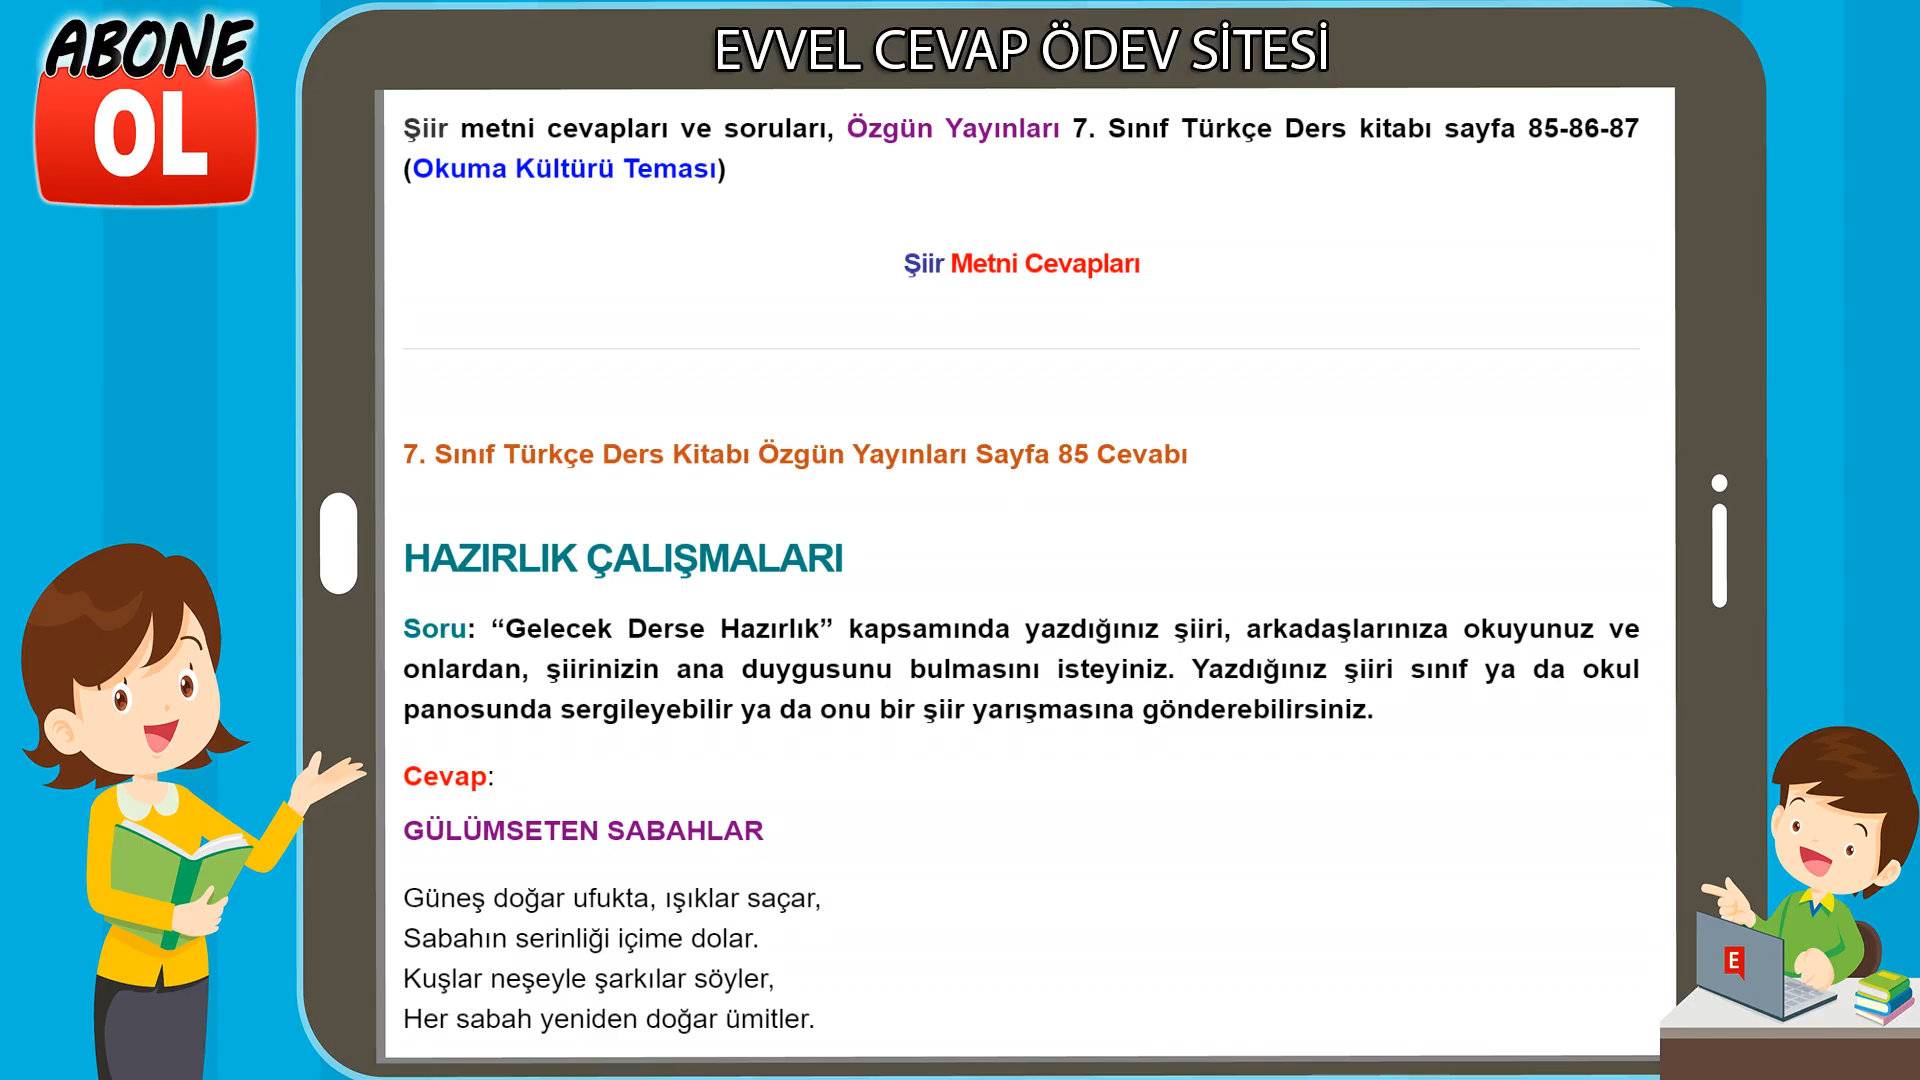 ABONE
OL
EVVEL CEVAP ÖDEV SİTESİ
Şiir metni cevapları ve soruları, Özgün Yayınları 7. Sınıf Türkçe Ders kitabı sayfa 85-86-87
(Okuma Kültürü Teması)
Şiir Metni Cevapları
7. Sınıf Türkçe Ders Kitabı Özgün Yayınları Sayfa 85 Cevabı
HAZIRLIK ÇALIŞMALARI
Soru: “Gelecek Derse Hazırlık” kapsamında yazdığınız şiiri, arkadaşlarınıza okuyunuz ve
onlardan, şiirinizin ana duygusunu bulmasını isteyiniz. Yazdığınız şiiri sınıf ya da okul
panosunda sergileyebilir ya da onu bir şiir yarışmasına gönderebilirsiniz.
Cevap:
GÜLÜMSETEN SABAHLAR
Güneş doğar ufukta, ışıklar saçar,
Sabahın serinliği içime dolar.
Kuşlar neşeyle şarkılar söyler,
Her sabah yeniden doğar ümitler.
E